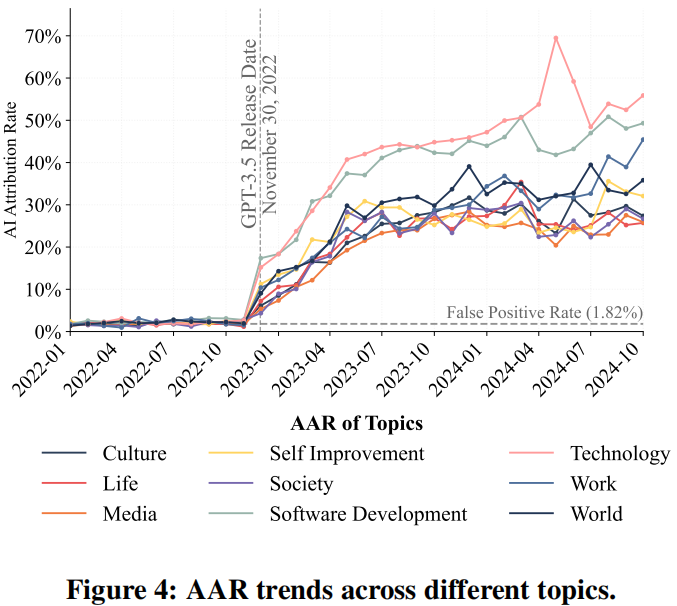 70%
60%
50%
40%
30%
20%
10%
0%
AI Attribution Rate
GPT-3.5 Release Date
November 30, 2022
False Positive Rate (1.82%)
2022-01
2022-04
2022-07
2022-10
2023-01
2023-04
2023-07
2023-10
2024-01
2024-04
2024-07
2024-10
AAR of Topics
Culture
Self Improvement
Technology
Life
Society
Work
Media
Software Development
World
Figure 4: AAR trends across different topics.